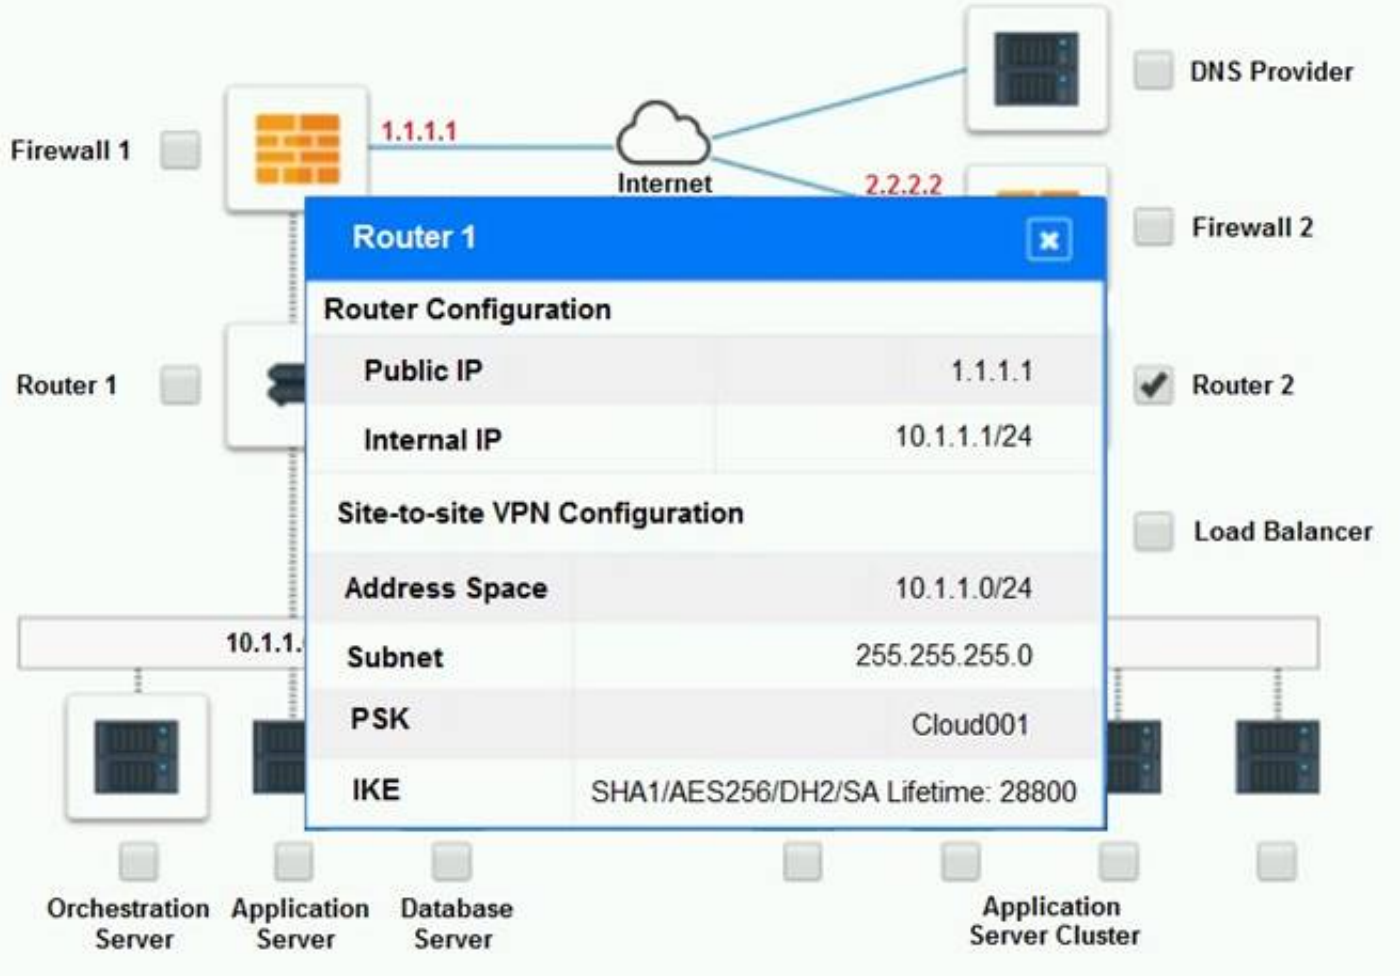 DNS Provider
Firewall 1
1.1.1.1
Internet
2.2.2.2
Firewall 2
Router 1
Router Configuration
Public IP 1.1.1.1
Internal IP 10.1.1.1/24
Site-to-site VPN Configuration
Address Space 10.1.1.0/24
Subnet 255.255.255.0
PSK Cloud001
IKE SHA1/AES256/DH2/SA Lifetime: 28800
Router 1
Router 2
Load Balancer
10.1.1.
Orchestration
Server
Application
Server
Database
Server
Application
Server Cluster